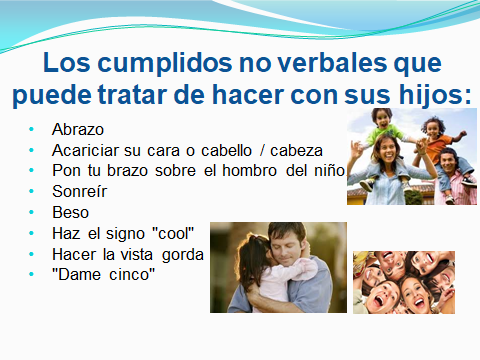 Los cumplidos no verbales que
puede tratar de hacer con sus hijos:
• Abrazo
• Acariciar su cara o cabello / cabeza
• Pon tu brazo sobre el hombro del niño
• Sonreír
• Beso
• Haz el signo "cool"
• Hacer la vista gorda
• "Dame cinco"